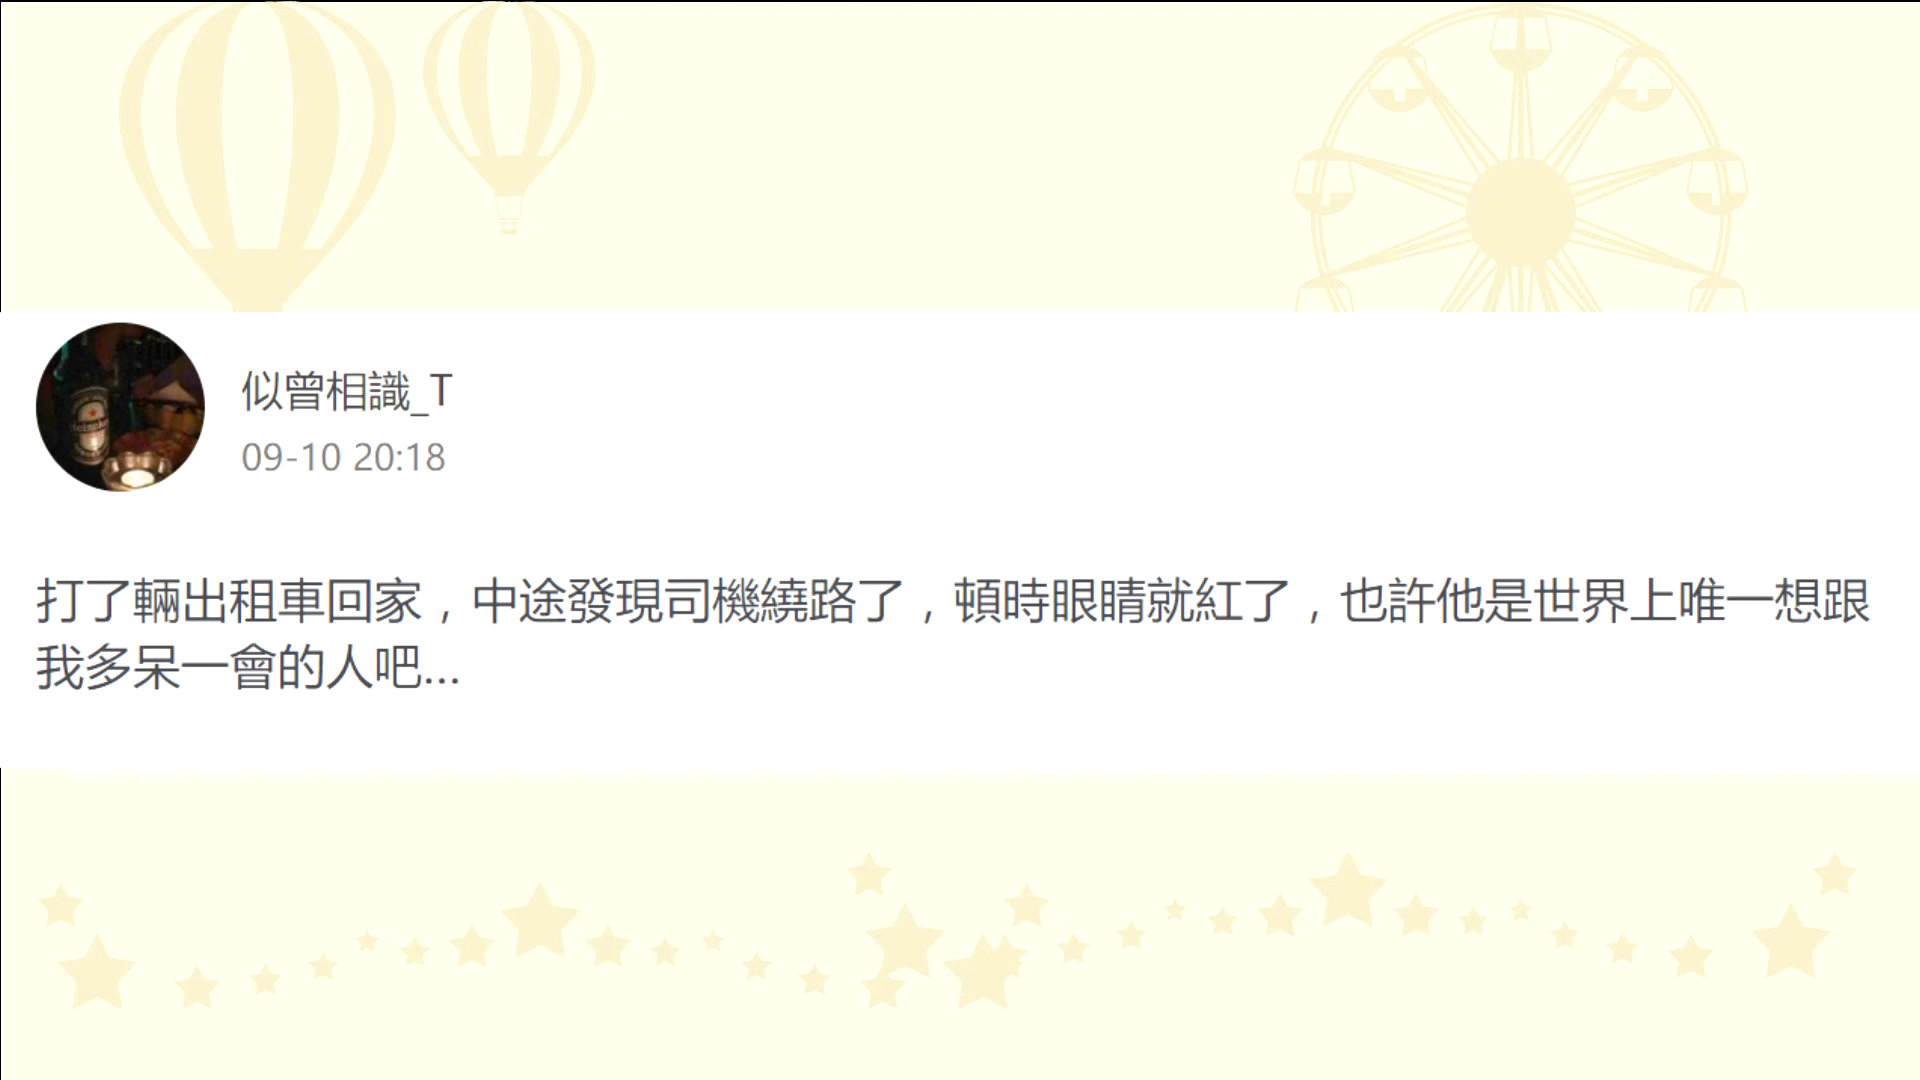 似曾相識_T
09-10 20:18
打了輛出租車回家，中途發現司機繞路了，頓時眼睛就紅了，也許他是世界上唯一想跟
我多呆一會的人吧...